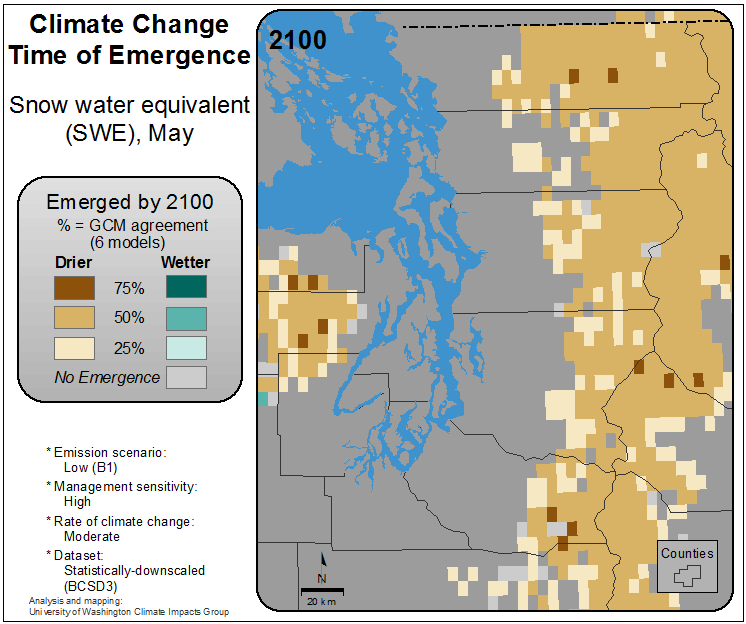 Climate Change
Time of Emergence
Snow water equivalent
(SWE), May
Emerged by 2100
% = GCM agreement
(6 models)
Drier Wetter
75%
50%
25%
No Emergence
* Emission scenario:
Low (B1)
* Management sensitivity:
High
* Rate of climate change:
Moderate
* Dataset:
Statistically-downscaled
(BCSD3)
Analysis and mapping:
University of Washington Climate Impacts Group
2100
N
20 km
Counties